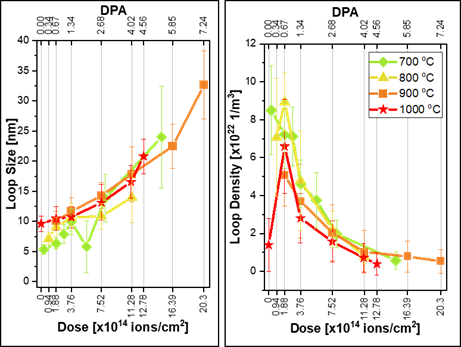 DPA
0.00 0.34 0.67 1.34 2.68 4.02 4.56 5.85 7.24
Loop Size [nm]
40
35
30
25
20
15
10
5
0
0 0.94 1.88 3.76 7.52 11.28 12.78 16.39 20.3
Dose [x10¹⁴ ions/cm²]
DPA
0.00 0.34 0.67 1.34 2.68 4.02 4.56 5.85 7.24
700 °C
800 °C
900 °C
1000 °C
Loop Density [x10²² 1/m³]
12
10
8
6
4
2
0
0 0.94 1.88 3.76 7.52 11.28 12.78 16.39 20.3
Dose [x10¹⁴ ions/cm²]